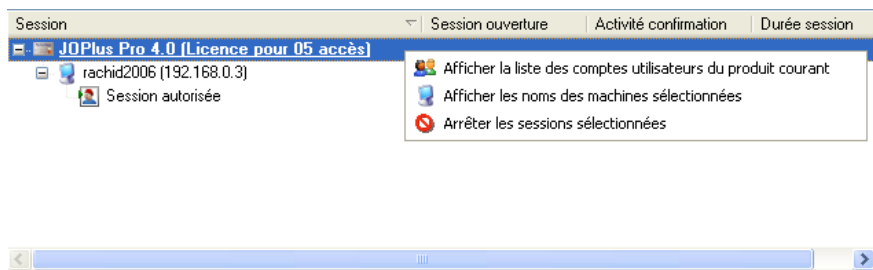 Session Session ouverture Activité confirmation Durée session
JOPlus Pro 4.0 (Licence pour 05 accès)
Afficher la liste des comptes utilisateurs du produit courant
rachid2006 (192.168.0.3)
Afficher les noms des machines sélectionnées
Session autorisée
Arrêter les sessions sélectionnées